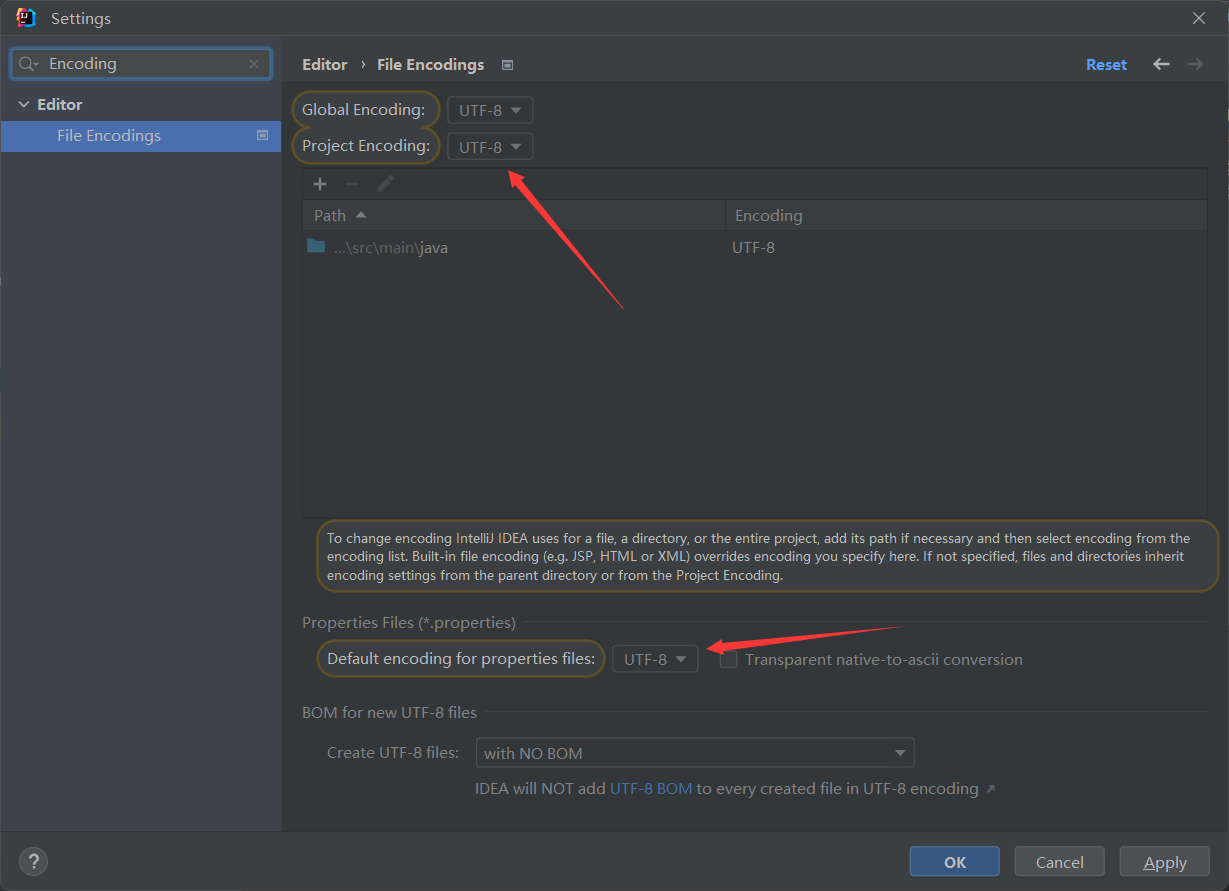 Settings
Encoding
Editor
File Encodings
Editor › File Encodings
Reset
Global Encoding: UTF-8
Project Encoding: UTF-8
Path Encoding
...\src\main\java UTF-8
To change encoding IntelliJ IDEA uses for a file, a directory, or the entire project, add its path if necessary and then select encoding from the
encoding list. Built-in file encoding (e.g. JSP, HTML or XML) overrides encoding you specify here. If not specified, files and directories inherit
encoding settings from the parent directory or from the Project Encoding.
Properties Files (*.properties)
Default encoding for properties files: UTF-8 Transparent native-to-ascii conversion
BOM for new UTF-8 files
Create UTF-8 files: with NO BOM
IDEA will NOT add UTF-8 BOM to every created file in UTF-8 encoding ↗
? OK Cancel Apply